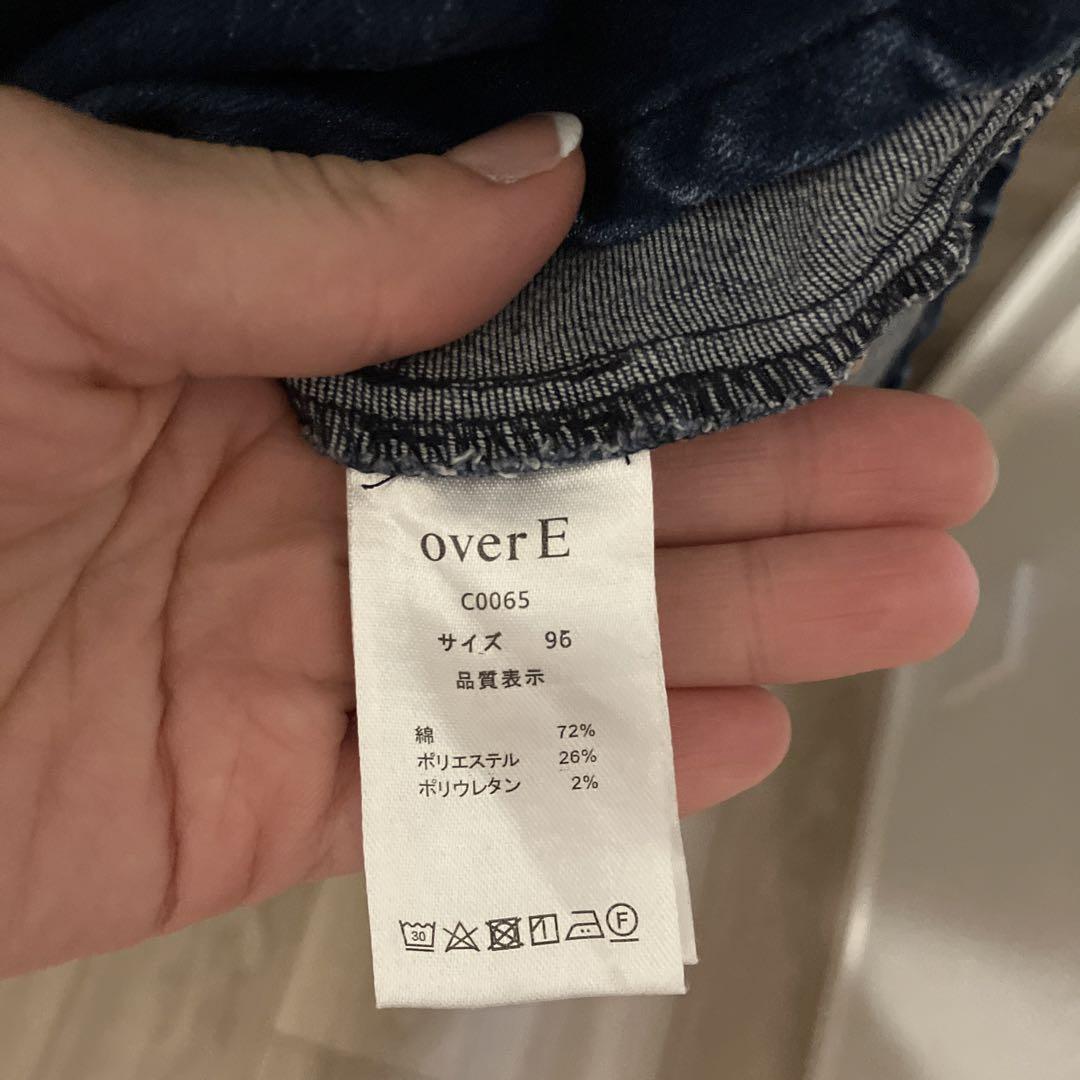 over E
C0065
サイズ 96
品質表示
綿 72%
ポリエステル 26%
ポリウレタン 2%
30 F